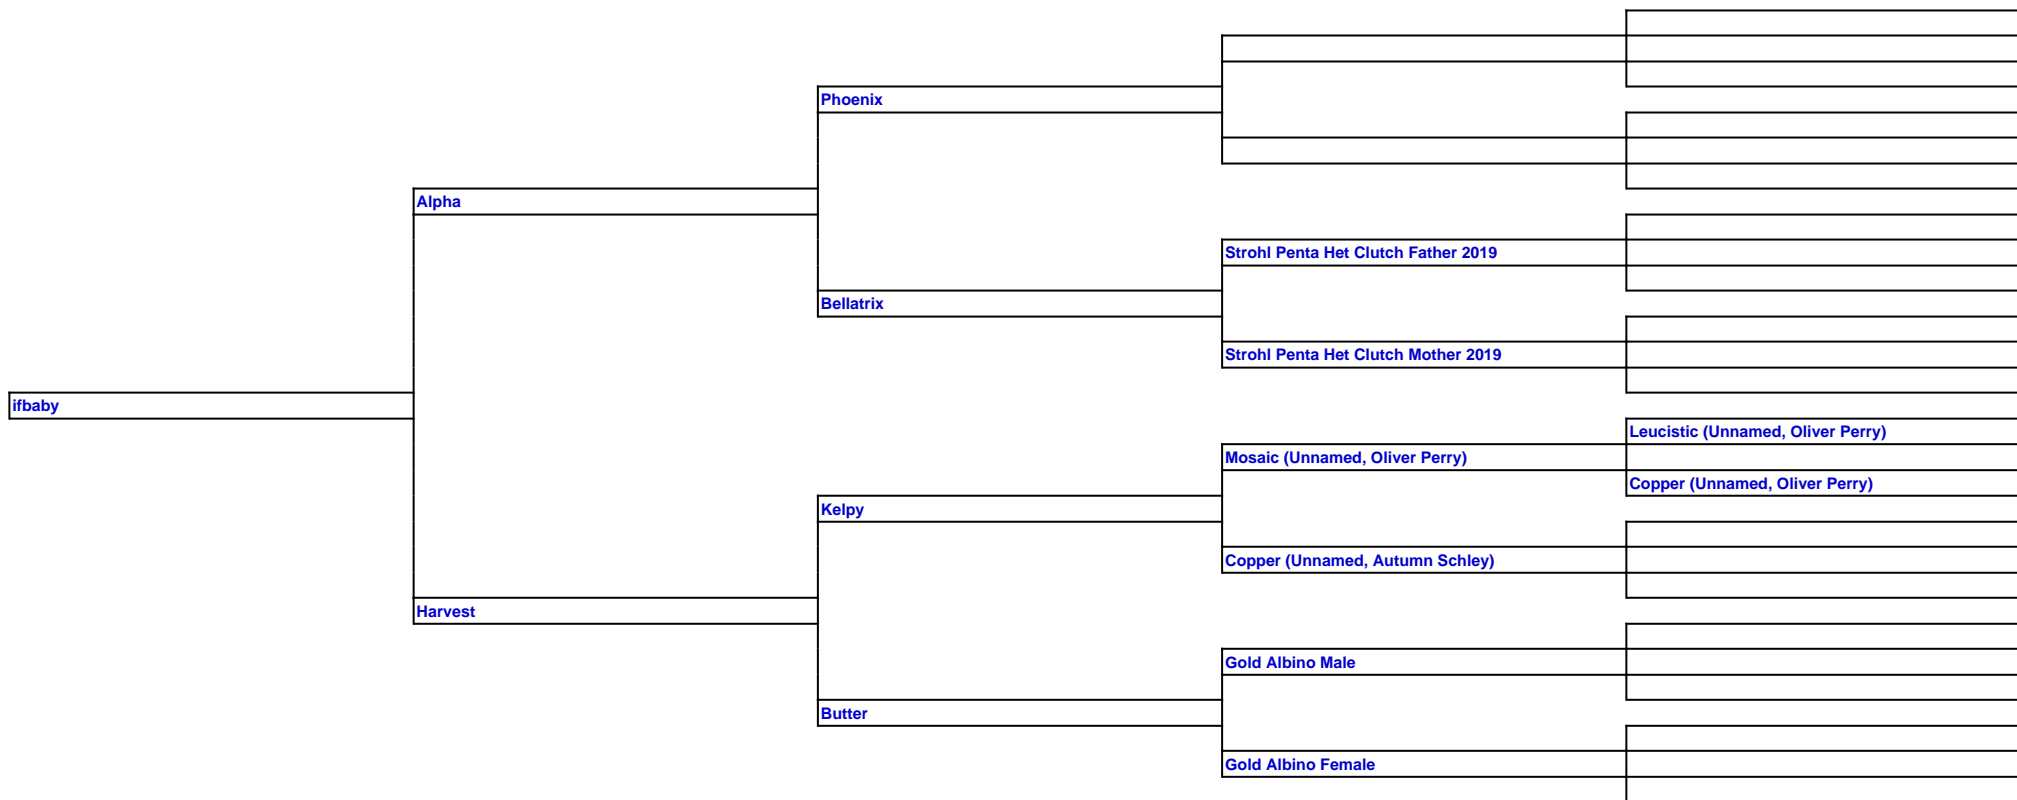 Phoenix
Alpha
Strohl Penta Het Clutch Father 2019
Bellatrix
Strohl Penta Het Clutch Mother 2019
ifbaby
Leucistic (Unnamed, Oliver Perry)
Mosaic (Unnamed, Oliver Perry)
Copper (Unnamed, Oliver Perry)
Kelpy
Copper (Unnamed, Autumn Schley)
Harvest
Gold Albino Male
Butter
Gold Albino Female